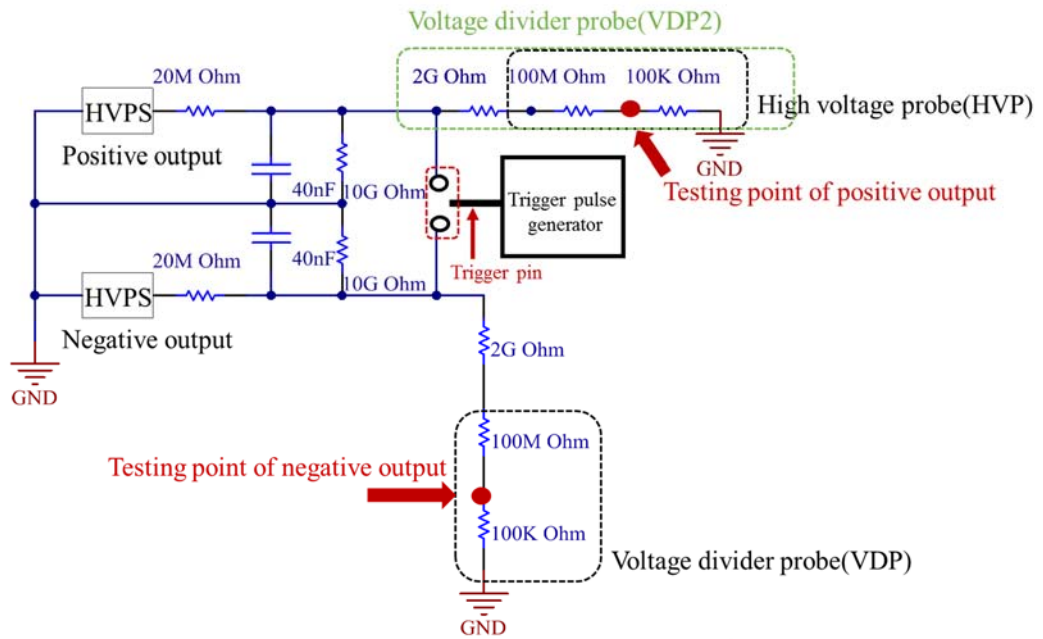 Voltage divider probe(VDP2)
20M Ohm
2G Ohm
100M Ohm
100K Ohm
HVPS
High voltage probe(HVP)
Positive output
GND
Testing point of positive output
40nF
10G Ohm
Trigger pulse
generator
40nF
20M Ohm
Trigger pin
10G Ohm
HVPS
Negative output
2G Ohm
GND
100M Ohm
Testing point of negative output
100K Ohm
Voltage divider probe(VDP)
GND